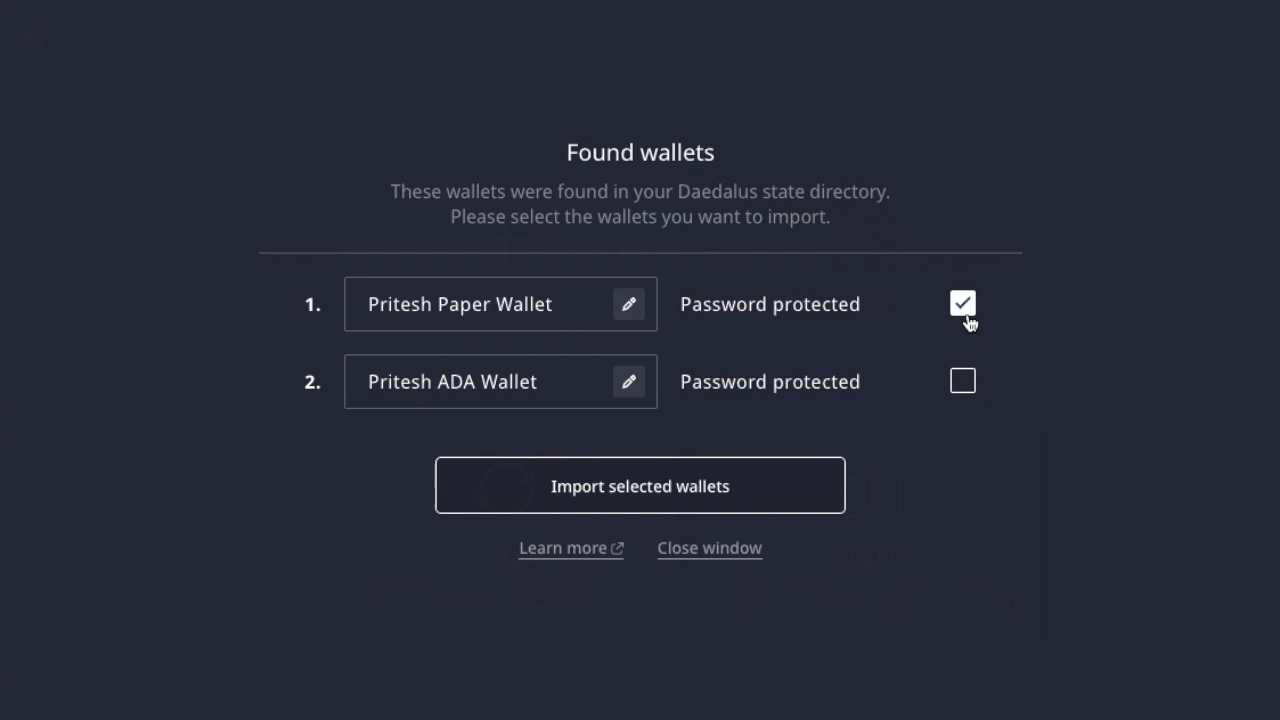 Found wallets
These wallets were found in your Daedalus state directory.
Please select the wallets you want to import.
1. Pritesh Paper Wallet Password protected
2. Pritesh ADA Wallet Password protected
Import selected wallets
Learn more Close window